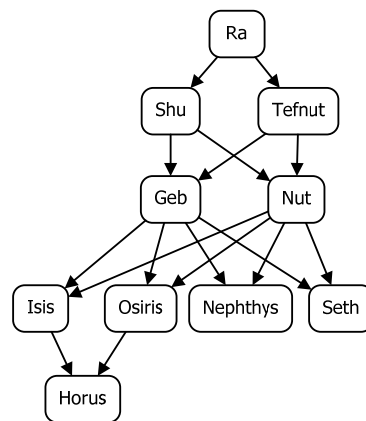 Ra
Shu
Tefnut
Geb
Nut
Isis
Osiris
Nephthys
Seth
Horus